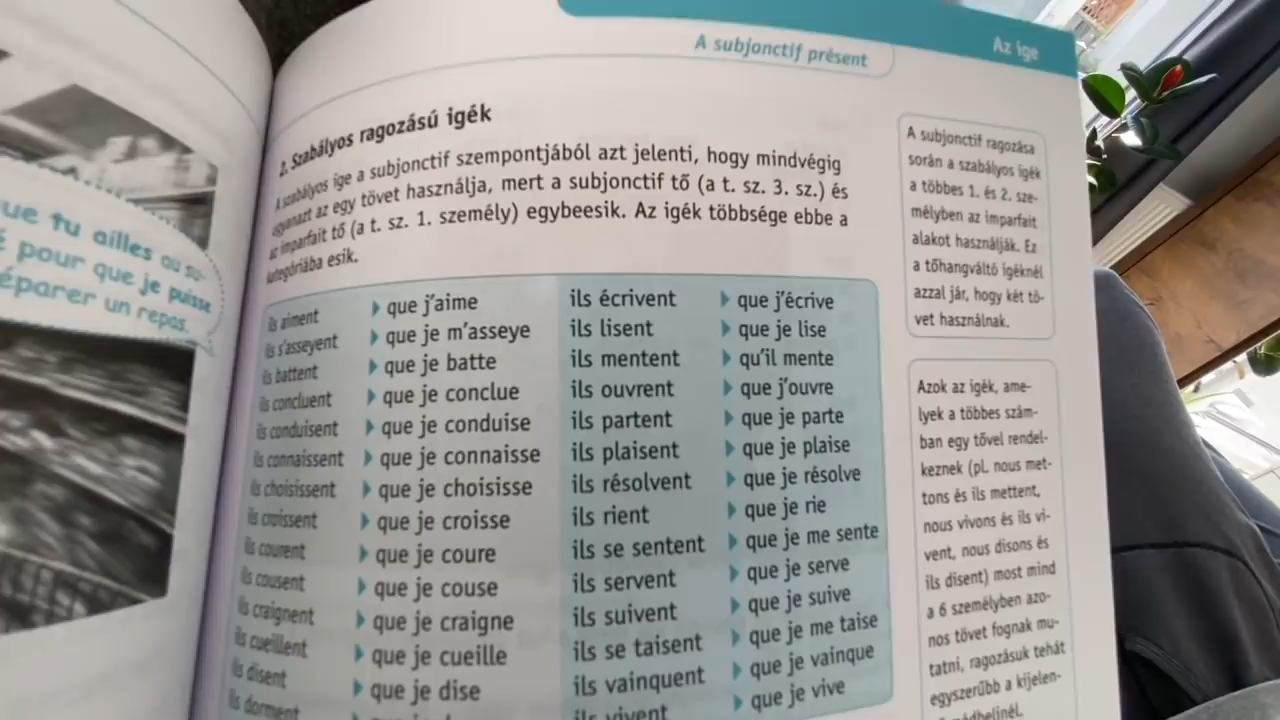 ue tu ailles au su-
é pour que je puisse
éparer un repas.
A subjonctif présent
Az ige
2. Szabályos ragozású igék
A szabályos ige a subjonctif szempontjából azt jelenti, hogy mindvégig
ugyanazt az egy tövet használja, mert a subjonctif tő (a t. sz. 3. sz.) és
az imparfait tő (a t. sz. 1. személy) egybeesik. Az igék többsége ebbe a
kategóriába esik.
ils aiment que j'aime
ils s'asseyent que je m'asseye
ils battent que je batte
ils concluent que je conclue
ils conduisent que je conduise
ils connaissent que je connaisse
ils choisissent que je choisisse
ils croissent que je croisse
ils courent que je coure
ils cousent que je couse
ils craignent que je craigne
ils cueillent que je cueille
ils disent que je dise
ils dorment
ils écrivent que j'écrive
ils lisent que je lise
ils mentent qu'il mente
ils ouvrent que j'ouvre
ils partent que je parte
ils plaisent que je plaise
ils résolvent que je résolve
ils rient que je rie
ils se sentent que je me sente
ils servent que je serve
ils suivent que je suive
ils se taisent que je me taise
ils vainquent que je vainque
ils vivent que je vive
A subjonctif ragozása
során a szabályos igék
a többes 1. és 2. sze-
mélyben az imparfait
alakot használják. Ez
a tőhangváltó igéknél
azzal jár, hogy két tö-
vet használnak.
Azok az igék, ame-
lyek a többes szám-
ban egy tővel rendel-
keznek (pl. nous met-
tons és ils mettent,
nous vivons és ils vi-
vent, nous disons és
ils disent) most mind
a 6 személyben azo-
nos tövet fognak mu-
tatni, ragozásuk tehát
egyszerűbb a kijelen-